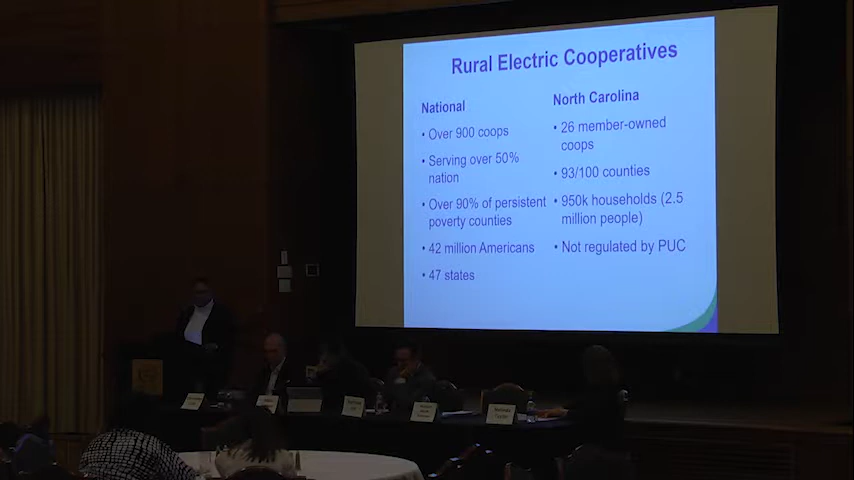 Rural Electric Cooperatives
National
• Over 900 coops
• Serving over 50%
nation
• Over 90% of persistent
poverty counties
• 42 million Americans
• 47 states
North Carolina
• 26 member-owned
coops
• 93/100 counties
• 950k households (2.5
million people)
• Not regulated by PUC